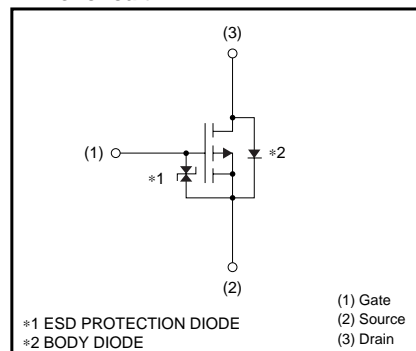 (3)
(1)
*2
*1
(2)
*1 ESD PROTECTION DIODE
*2 BODY DIODE
(1) Gate
(2) Source
(3) Drain